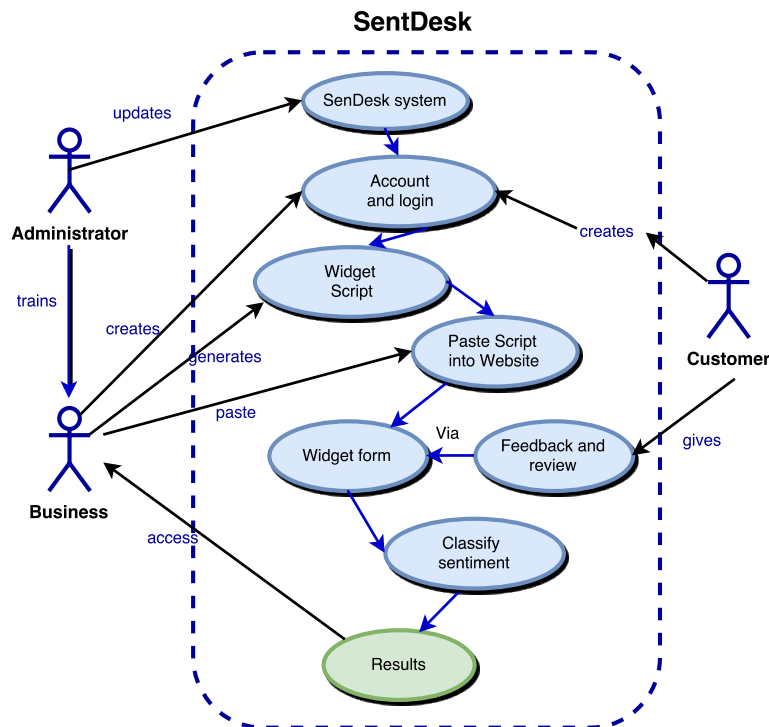 SentDesk
SenDesk system
updates
Account
and login
Administrator
creates
Widget
Script
trains
creates
generates
Paste Script
into Website
Customer
paste
Via
Widget form
Feedback and
review
gives
Business
access
Classify
sentiment
Results